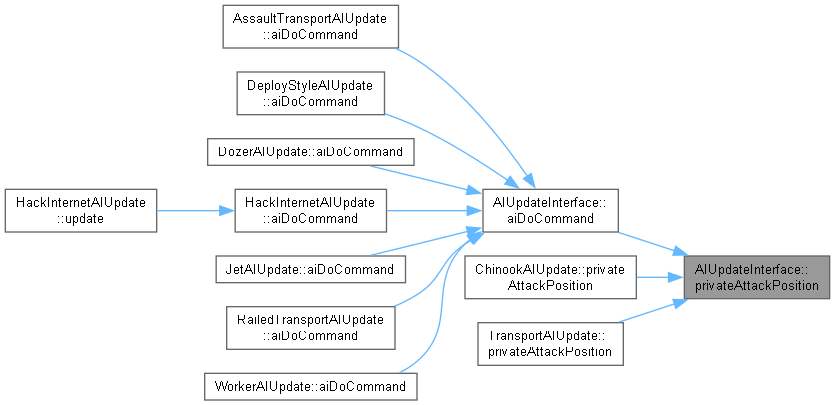 AssaultTransportAIUpdate
::aiDoCommand
DeployStyleAIUpdate
::aiDoCommand
DozerAIUpdate::aiDoCommand
HackInternetAIUpdate
::update
HackInternetAIUpdate
::aiDoCommand
AIUpdateInterface::
aiDoCommand
JetAIUpdate::aiDoCommand
ChinookAIUpdate::private
AttackPosition
AIUpdateInterface::
privateAttackPosition
RailedTransportAIUpdate
::aiDoCommand
TransportAIUpdate::
privateAttackPosition
WorkerAIUpdate::aiDoCommand